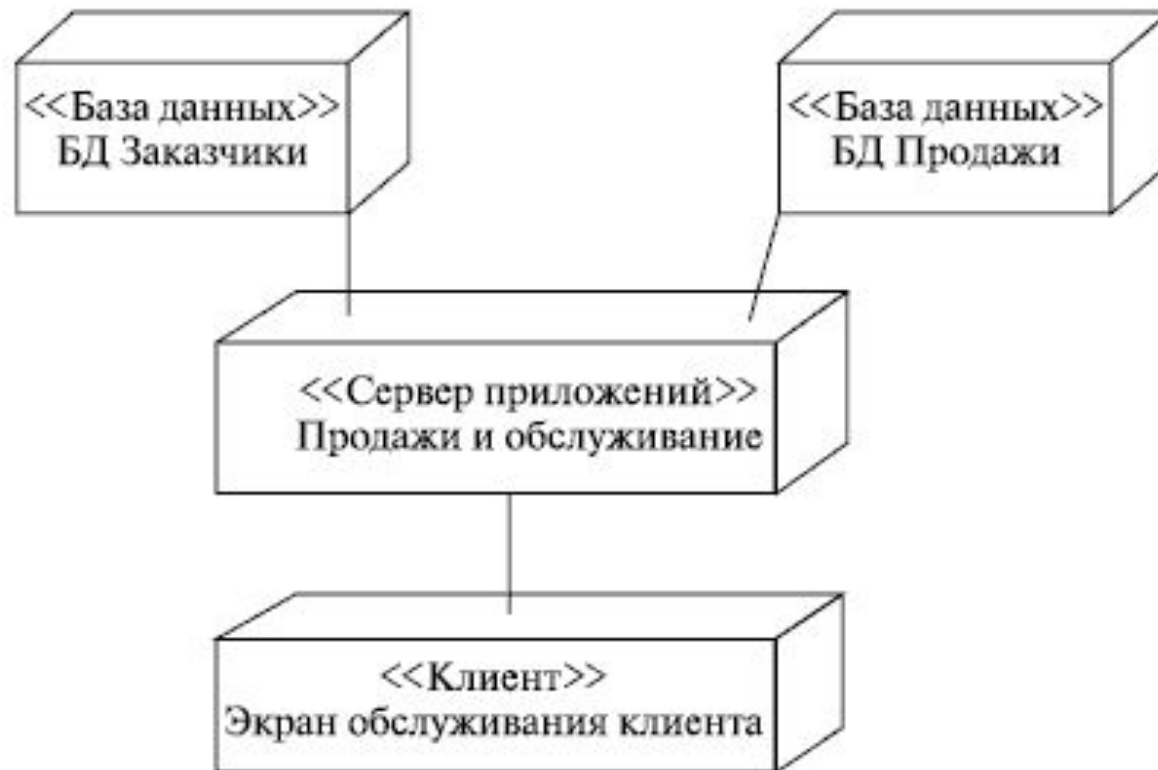 <<База данных>>
БД Заказчики
<<База данных>>
БД Продажи
<<Сервер приложений>>
Продажи и обслуживание
<<Клиент>>
Экран обслуживания клиента